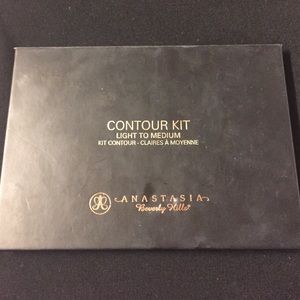 CONTOUR KIT
LIGHT TO MEDIUM
KIT CONTOUR - CLAIRES À MOYENNE
ANASTASIA
Beverly Hills